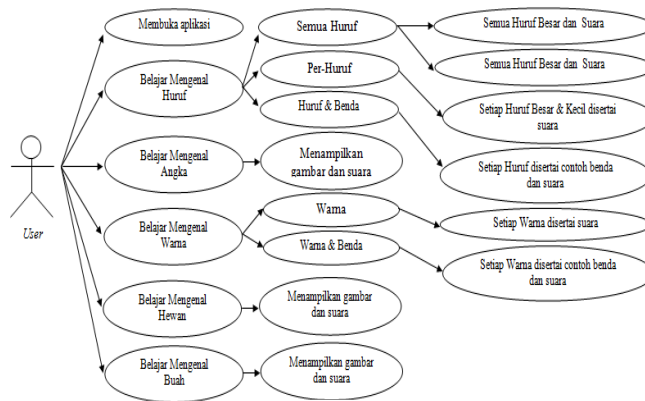 Membuka aplikasi
Semua Huruf
Semua Huruf Besar dan Suara
Semua Huruf Besar dan Suara
Belajar Mengenal
Huruf
Per-Huruf
Huruf & Benda
Setiap Huruf Besar & Kecil disertai
suara
Belajar Mengenal
Angka
Menampilkan
gambar dan suara
Setiap Huruf disertai contoh benda
dan suara
User
Belajar Mengenal
Warna
Warna
Setiap Warna disertai suara
Warna & Benda
Setiap Warna disertai contoh benda
dan suara
Belajar Mengenal
Hewan
Menampilkan gambar
dan suara
Belajar Mengenal
Buah
Menampilkan gambar
dan suara